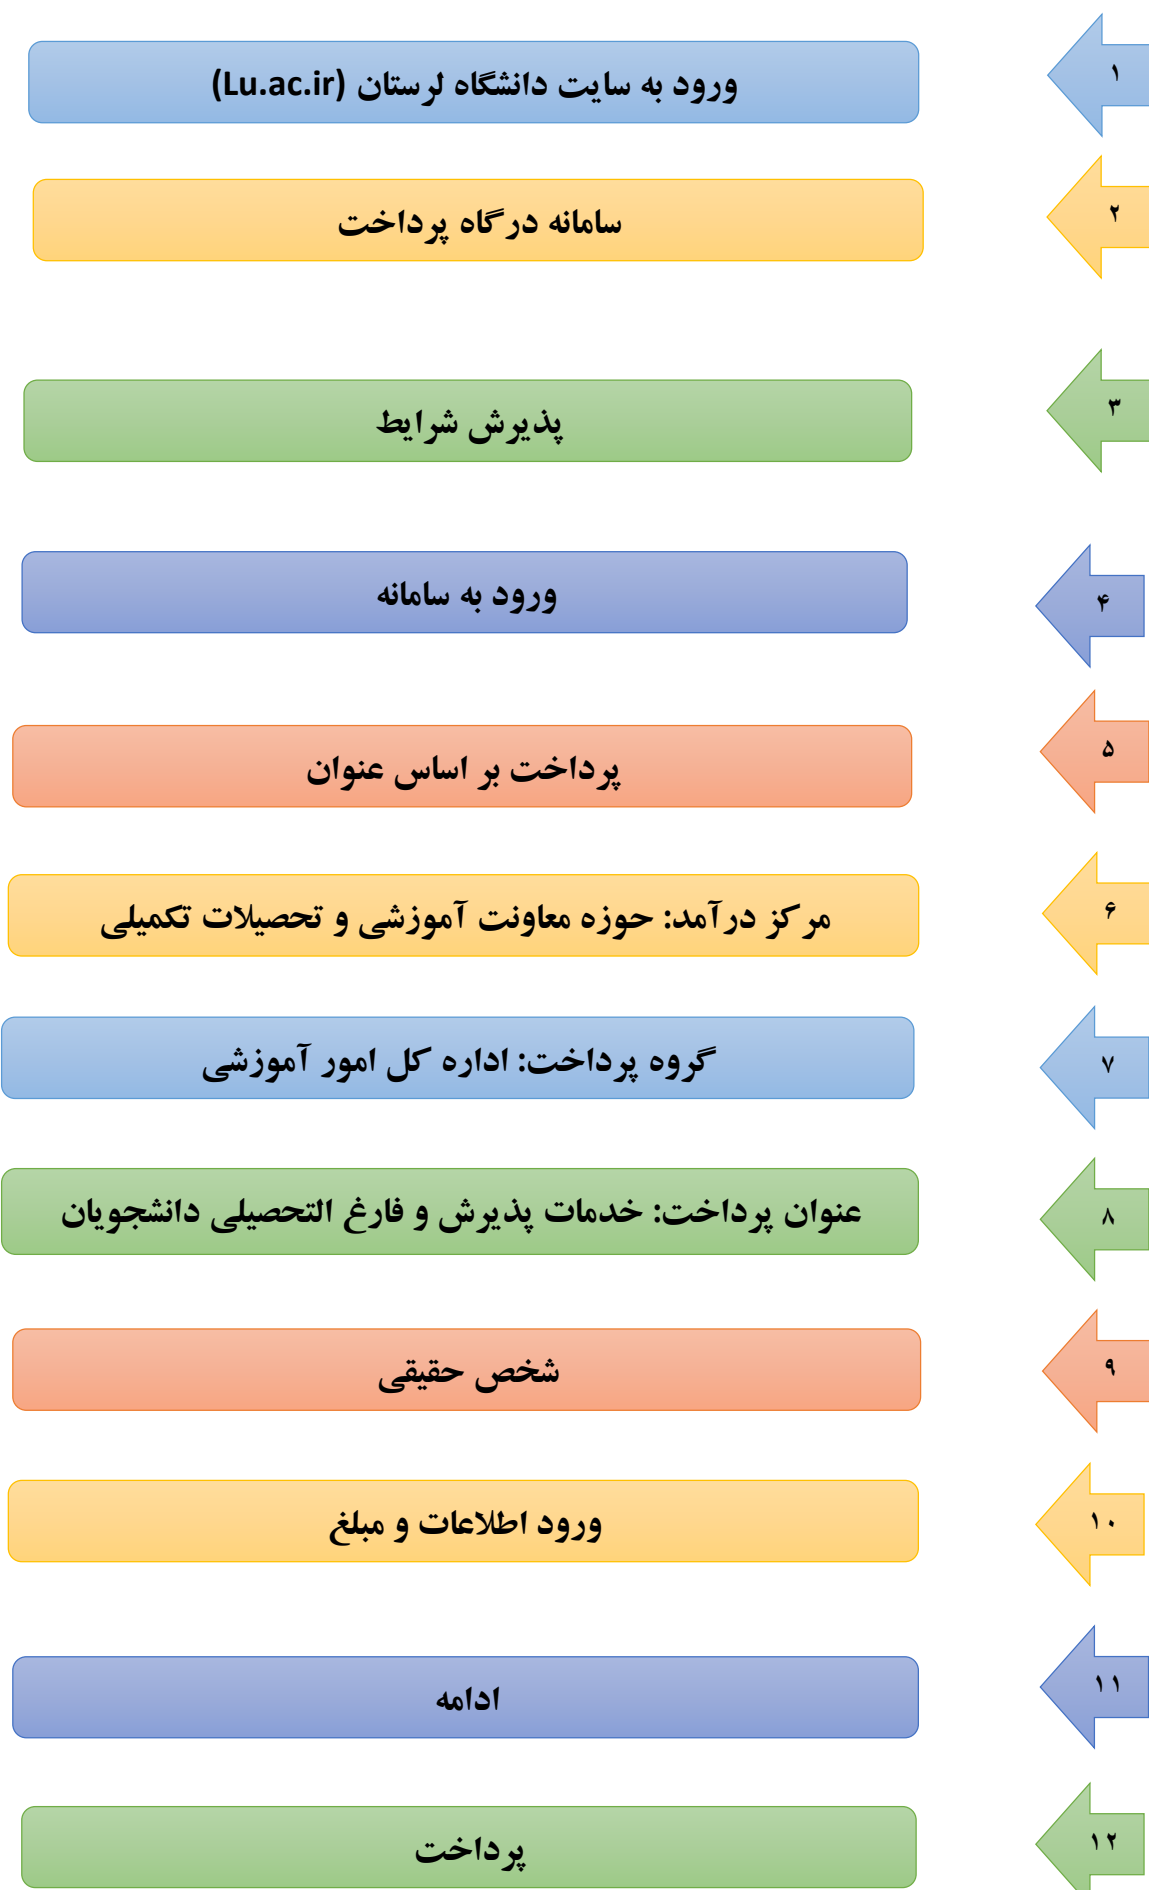 ۱
ورود به سایت دانشگاه لرستان (Lu.ac.ir)
۲
سامانه درگاه پرداخت
۳
پذیرش شرایط
۴
ورود به سامانه
۵
پرداخت بر اساس عنوان
۶
مرکز درآمد: حوزه معاونت آموزشی و تحصیلات تکمیلی
۷
گروه پرداخت: اداره کل امور آموزشی
۸
عنوان پرداخت: خدمات پذیرش و فارغ التحصیلی دانشجویان
۹
شخص حقیقی
۱۰
ورود اطلاعات و مبلغ
۱۱
ادامه
۱۲
پرداخت